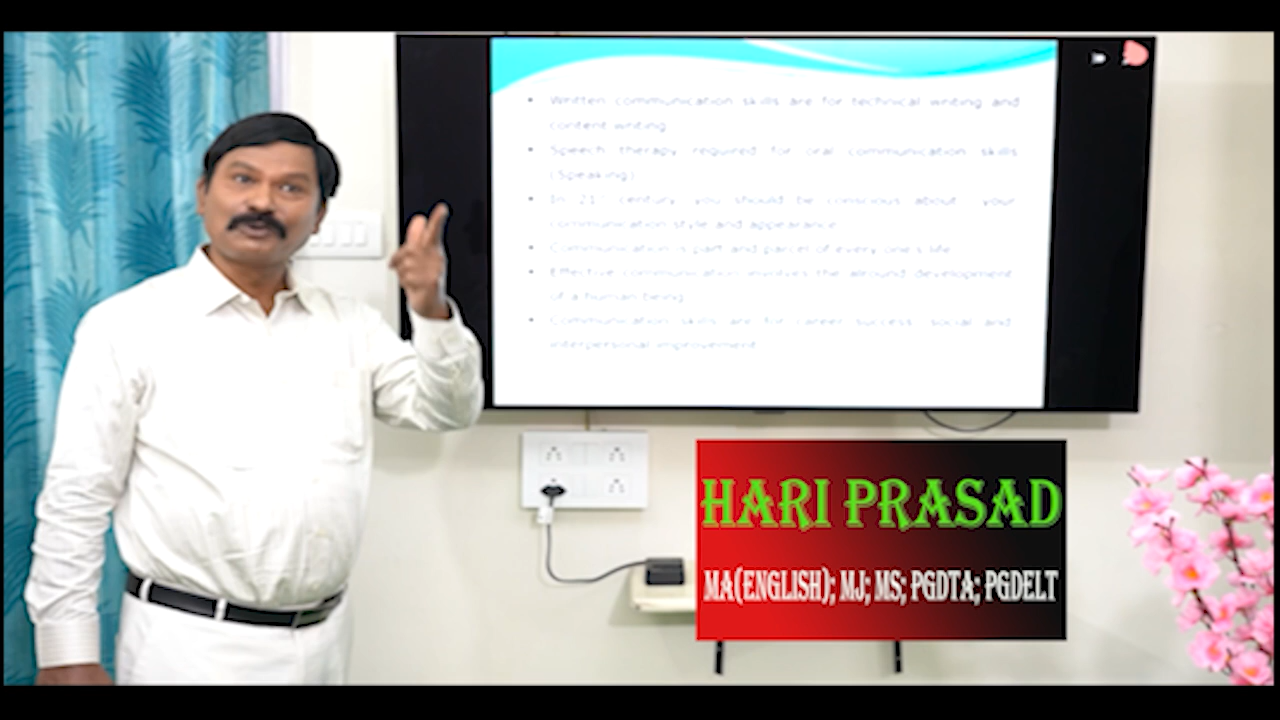 • Written communication skills are for technical writing and
content writing
• Speech therapy required for oral communication skills
(Speaking)
• In 21st century you should be conscious about your
communication style and appearance
• Communication is part and parcel of every one's life
• Effective communication involves the allround development
of a human being
• Communication skills are for career success, social and
interpersonal improvement
HARI PRASAD
MA(ENGLISH); MJ; MS; PGDTA; PGDELT